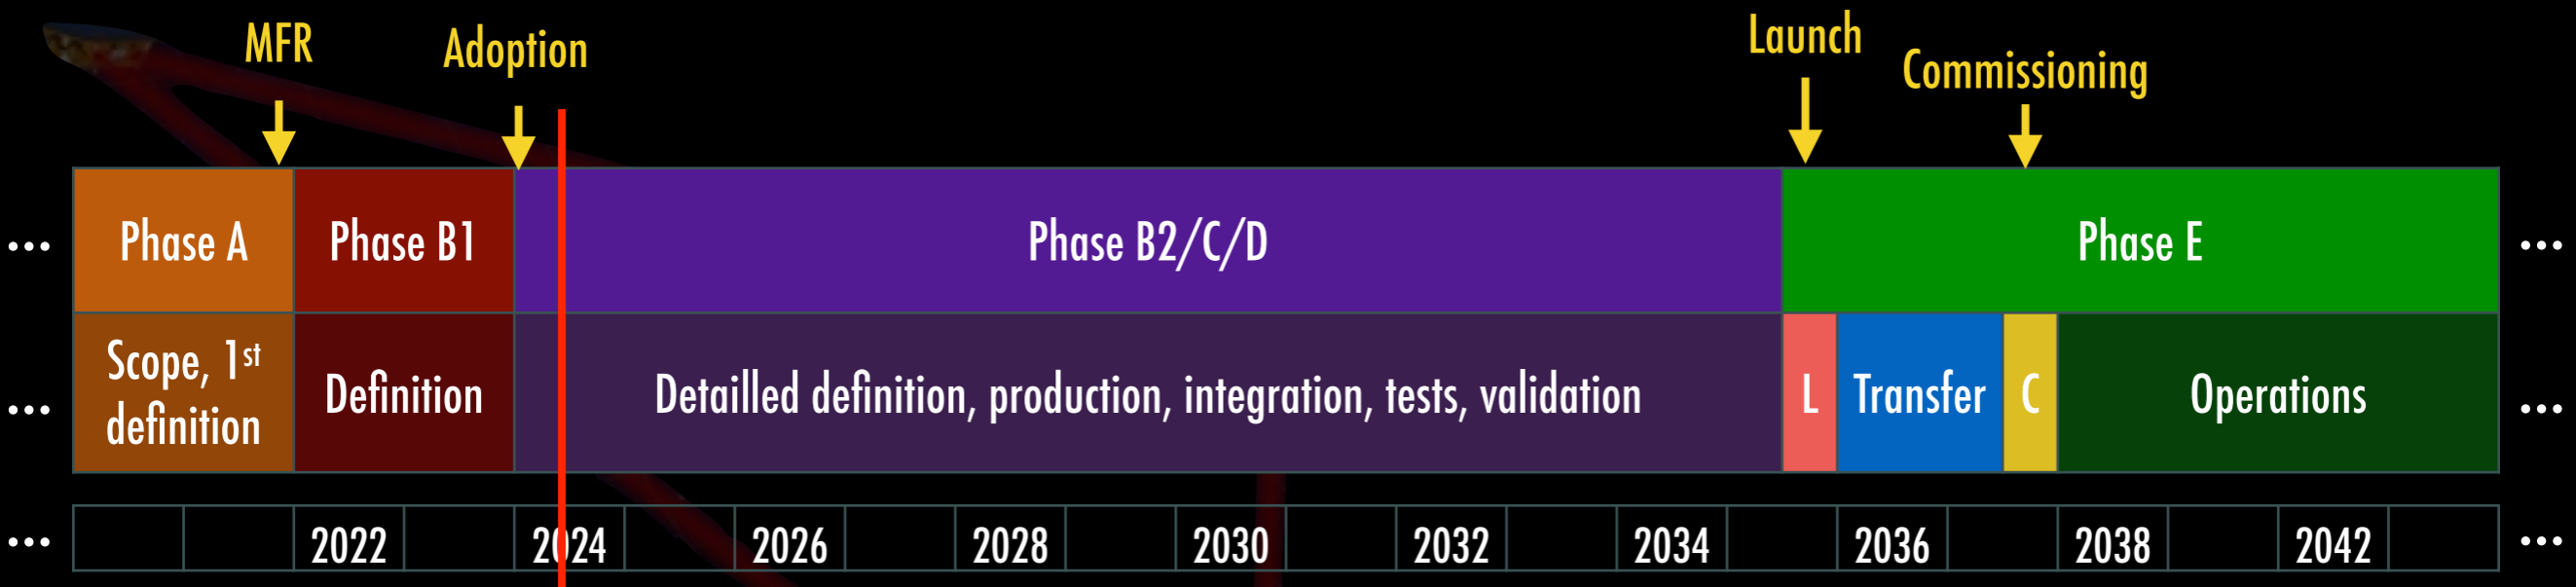 MFR
Adoption
Launch
Commissioning
... Phase A Phase B1 Phase B2/C/D Phase E ...
... Scope, 1st
definition Definition Detailled definition, production, integration, tests, validation L Transfer C Operations ...
... 2022 2024 2026 2028 2030 2032 2034 2036 2038 2042 ...